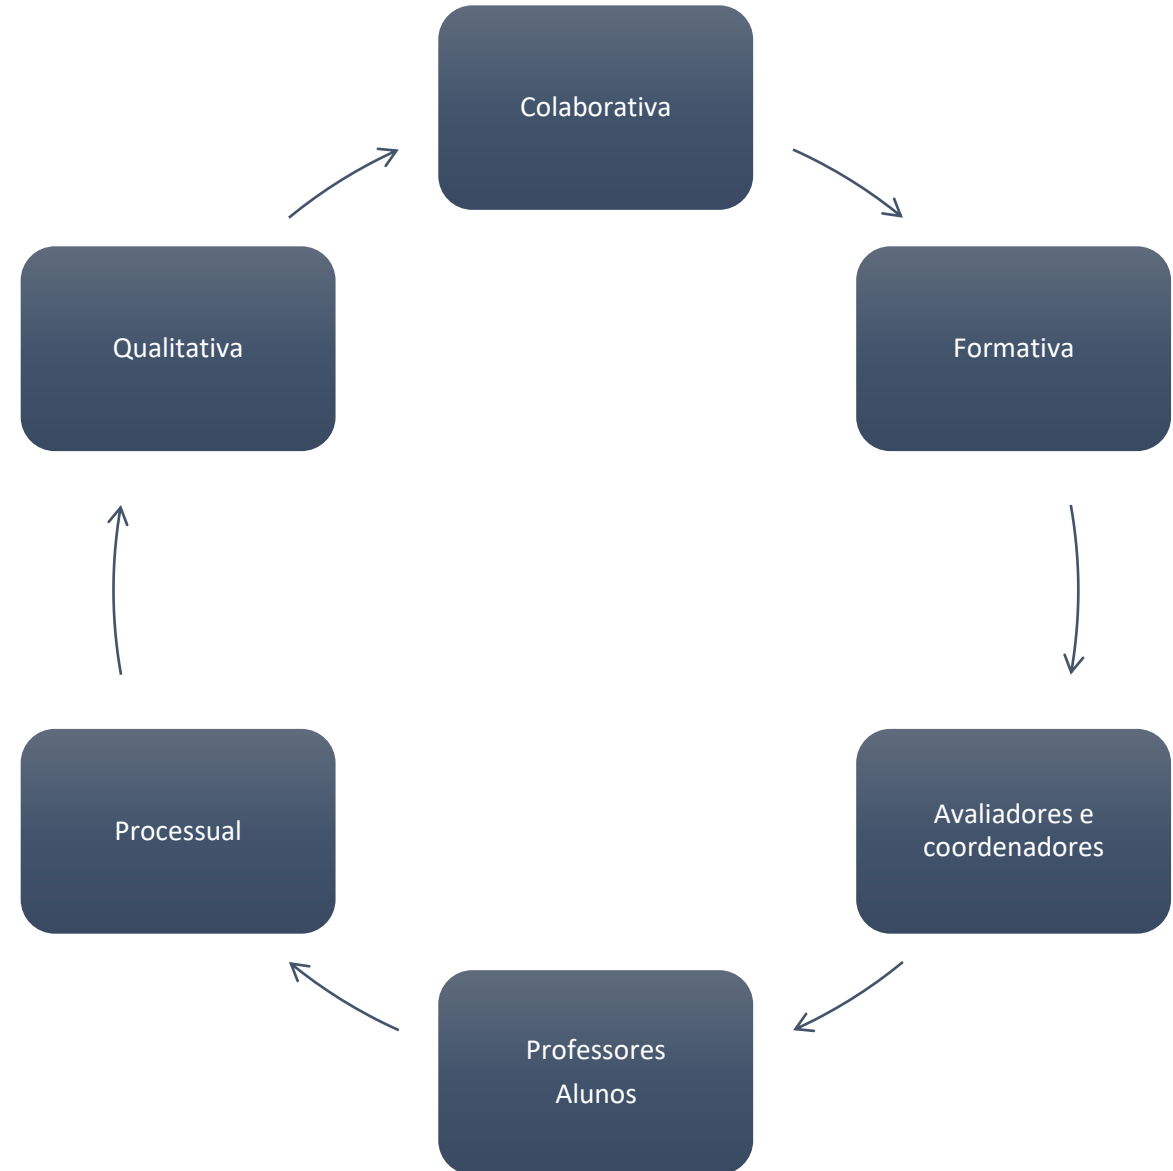 Colaborativa
Formativa
Avaliadores e
coordenadores
Professores
Alunos
Processual
Qualitativa